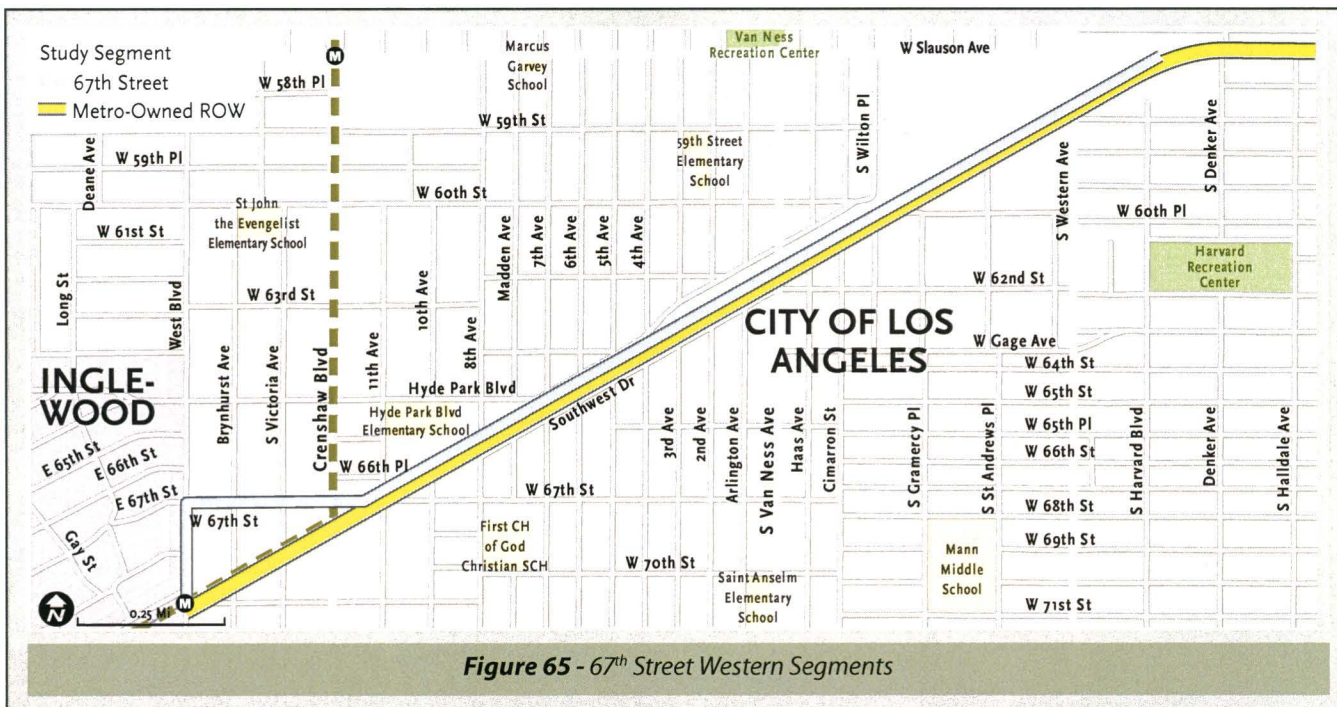 Study Segment
67th Street
Metro-Owned ROW
M
W 58th Pl
Marcus
Garvey
School
Van Ness
Recreation Center
W Slauson Ave
W 59th St
Deane Ave
W 59th Pl
59th Street
Elementary
School
S Wilton Pl
S Western Ave
S Denker Ave
W 60th St
St John
the Evengelist
Elementary School
W 61st St
W 60th Pl
Madden Ave
7th Ave
6th Ave
5th Ave
4th Ave
Harvard
Recreation
Center
Long St
West Blvd
W 63rd St
10th Ave
W 62nd St
CITY OF LOS
ANGELES
W Gage Ave
W 64th St
INGLE-
WOOD
Brynhurst Ave
S Victoria Ave
Crenshaw Blvd
11th Ave
8th Ave
Hyde Park Blvd
Southwest Dr
W 65th St
Hyde Park Blvd
Elementary School
3rd Ave
2nd Ave
Arlington Ave
S Van Ness Ave
Haas Ave
Cimarron St
S Gramercy Pl
S St Andrews Pl
W 65th Pl
W 66th St
S Harvard Blvd
Denker Ave
S Halldale Ave
E 65th St
E 66th St
E 67th St
W 66th Pl
W 67th St
W 67th St
W 68th St
Gay St
First CH
of God
Christian SCH
W 69th St
Mann
Middle
School
W 70th St
Saint Anselm
Elementary
School
N
M
0.25 Mi
W 71st St
Figure 65 - 67th Street Western Segments